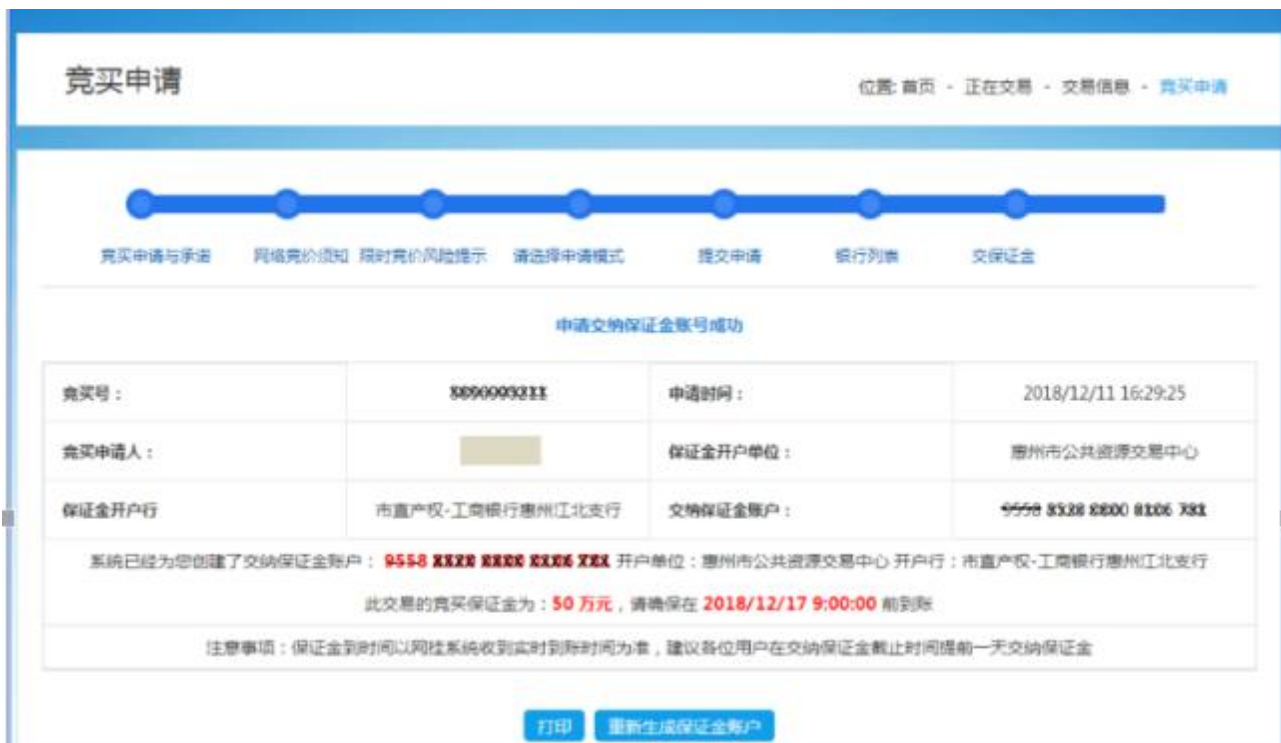 竞买申请
位置: 首页 - 正在交易 - 交易信息 - 竞买申请
竞买申请与承诺 网络竞价须知 限时竞价风险提示 请选择申请模式 提交申请 银行列表 交保证金
申请交纳保证金账号成功
竞买号： 申请时间： 2018/12/11 16:29:25
竞买申请人： 保证金开户单位： 惠州市公共资源交易中心
保证金开户行 市直产权-工商银行惠州江北支行 交纳保证金账户： 9558
系统已经为您创建了交纳保证金账户： 9558 开户单位：惠州市公共资源交易中心 开户行：市直产权-工商银行惠州江北支行
此交易的竞买保证金为：50 万元，请确保在 2018/12/17 9:00:00 前到账
注意事项：保证金到时间以网挂系统收到实时到账时间为准，建议各位用户在交纳保证金截止时间提前一天交纳保证金
打印 重新生成保证金账户